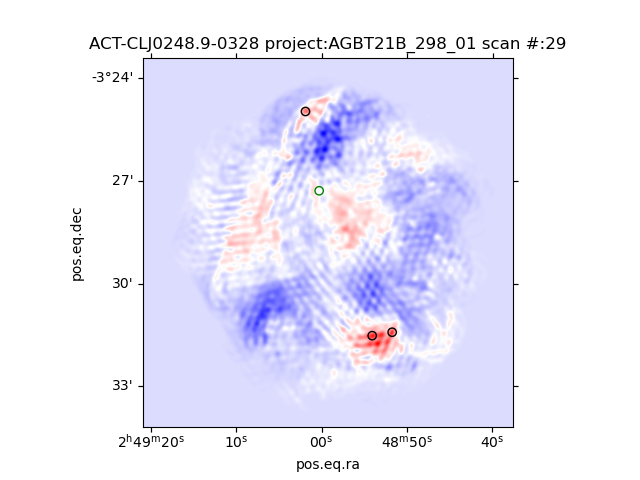 ACT-CLJ0248.9-0328 project:AGBT21B_298_01 scan #:29
-3°24'
27'
30'
33'
pos.eq.dec
2ʰ49ᵐ20ˢ 10ˢ 00ˢ 48ᵐ50ˢ 40ˢ
pos.eq.ra